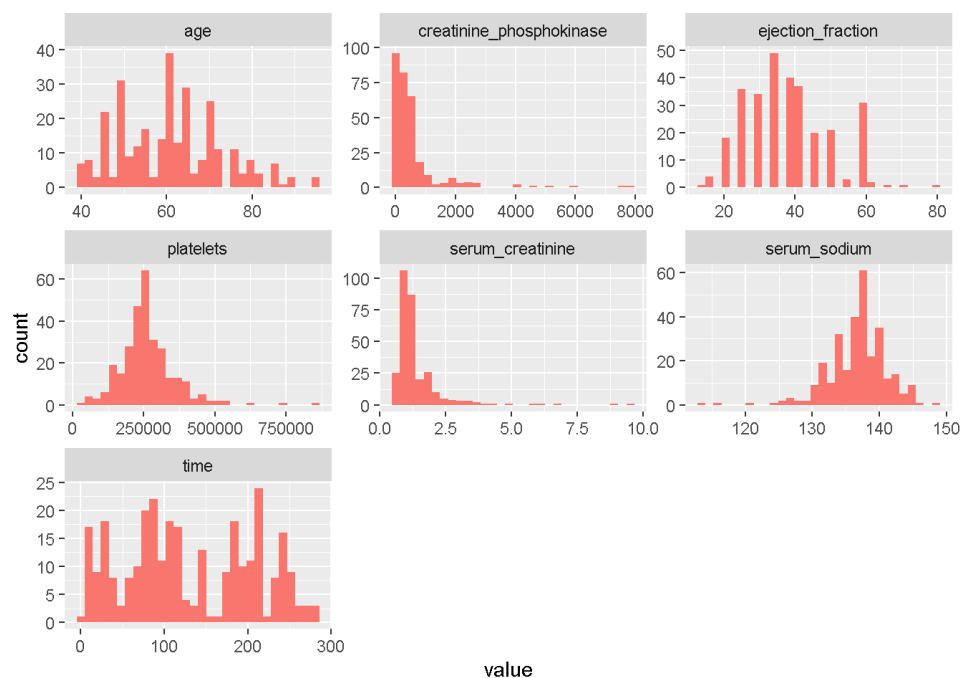 age creatinine_phosphokinase ejection_fraction
40 30 20 10 0
100 75 50 25 0
50 40 30 20 10 0
40 60 80
0 2000 4000 6000 8000
20 40 60 80
platelets serum_creatinine serum_sodium
60 40 20 0
100 75 50 25 0
60 40 20 0
0 250000 500000 750000
0.0 2.5 5.0 7.5 10.0
120 130 140 150
time
25 20 15 10 5 0
0 100 200 300
count
value